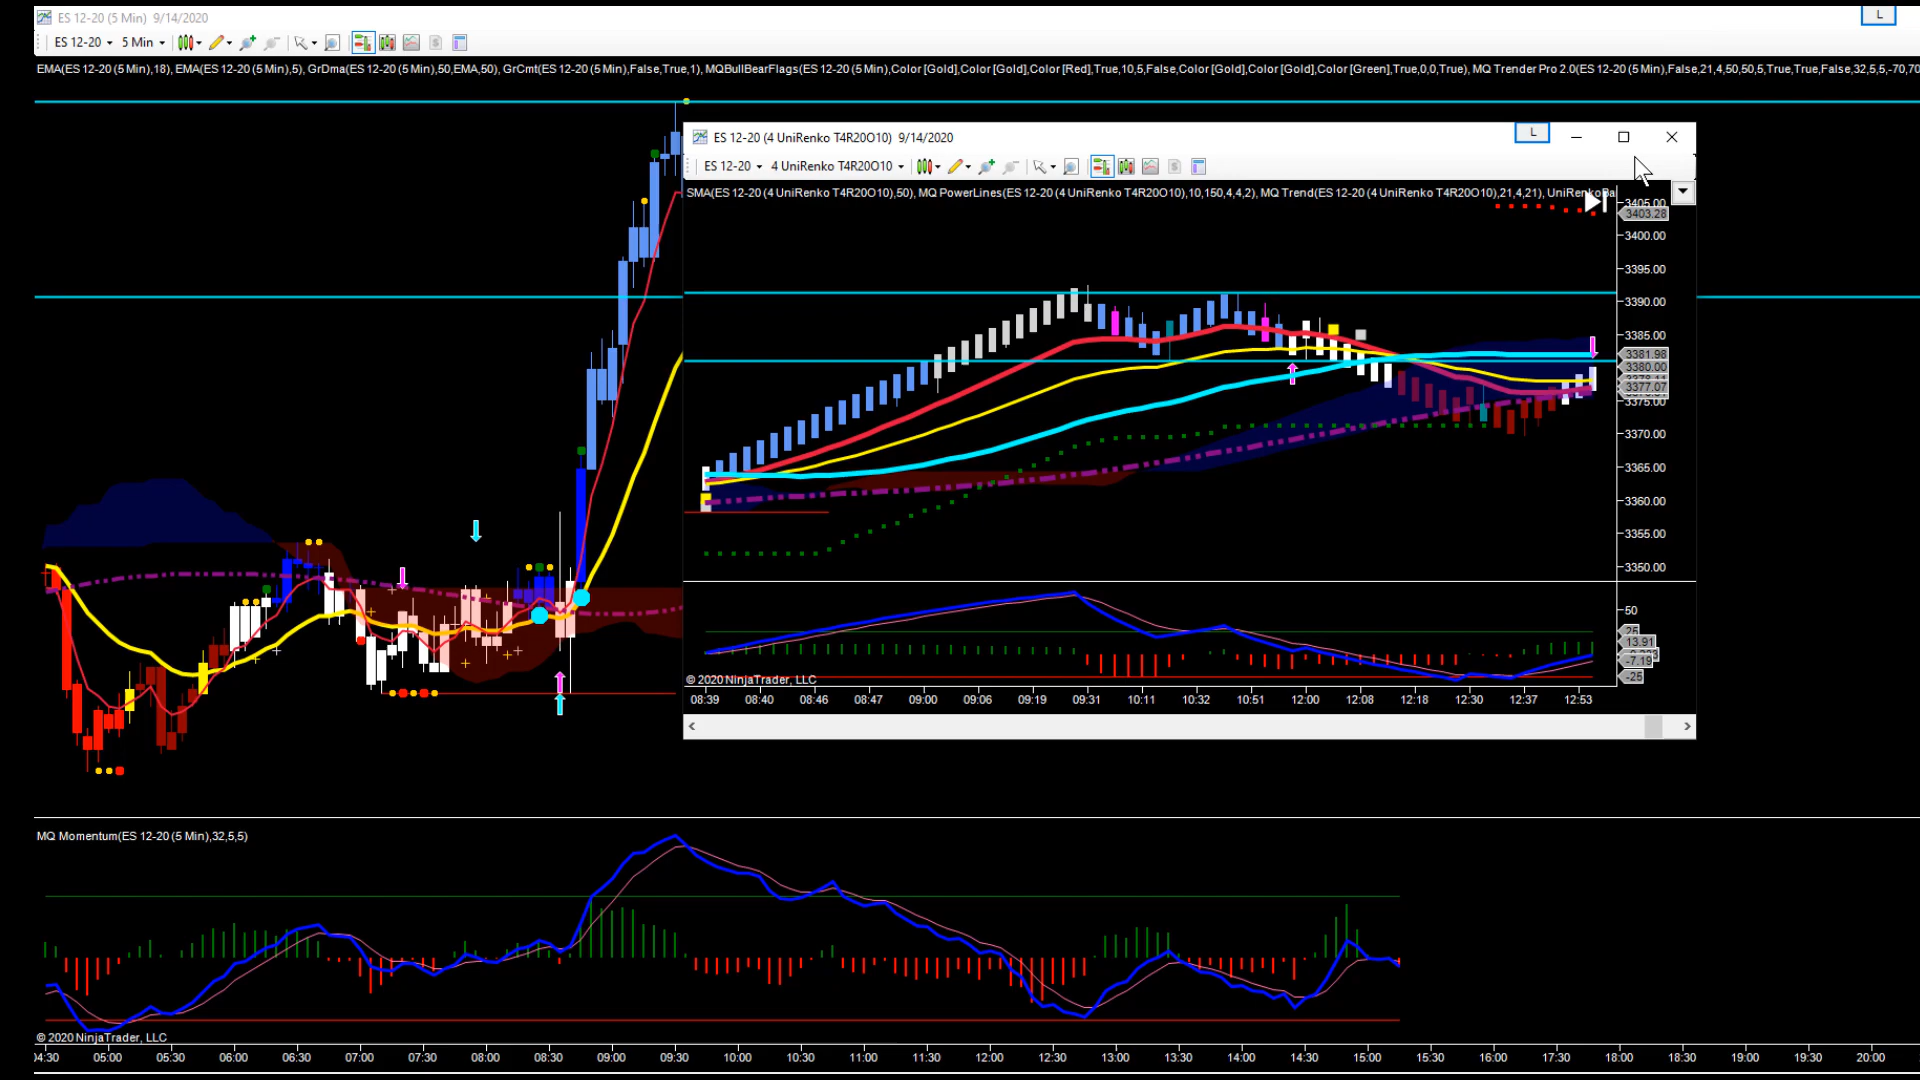 ES 12-20 (5 Min) 9/14/2020
L
ES 12-20 5 Min
EMA(ES 12-20 (5 Min),18), EMA(ES 12-20 (5 Min),5), GrDma(ES 12-20 (5 Min),50,EMA,50), GrCmt(ES 12-20 (5 Min),False,True,1), MQBullBearFlags(ES 12-20 (5 Min),Color [Gold],Color [Gold],Color [Red],True,10,5,False,Color [Gold],Color [Gold],Color [Green],True,0,0,True), MQ Trender Pro 2.0(ES 12-20 (5 Min),False,21,4,50,50,5,True,True,False,32,5,5,-70,70
ES 12-20 (4 UniRenko T4R20O10) 9/14/2020
L
ES 12-20 4 UniRenko T4R20O10
SMA(ES 12-20 (4 UniRenko T4R20O10),50), MQ PowerLines(ES 12-20 (4 UniRenko T4R20O10),10,150,4,4,2), MQ Trend(ES 12-20 (4 UniRenko T4R20O10),21,4,21), UniRenkoBa
3405.00
3403.28
3400.00
3395.00
3390.00
3385.00
3381.98
3380.00
3377.07
3375.00
3370.00
3365.00
3360.00
3355.00
3350.00
50
25
13.91
-7.19
-25
© 2020 NinjaTrader, LLC
08:39 08:40 08:46 08:47 09:00 09:06 09:19 09:31 10:11 10:32 10:51 12:00 12:08 12:18 12:30 12:37 12:53
MQ Momentum(ES 12-20 (5 Min),32,5,5)
© 2020 NinjaTrader, LLC
04:30 05:00 05:30 06:00 06:30 07:00 07:30 08:00 08:30 09:00 09:30 10:00 10:30 11:00 11:30 12:00 12:30 13:00 13:30 14:00 14:30 15:00 15:30 16:00 17:30 18:00 18:30 19:00 19:30 20:00